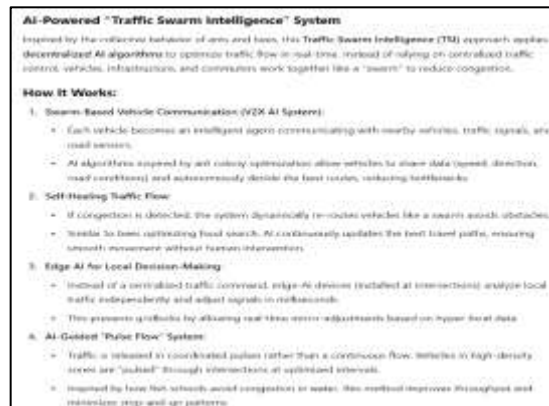 AI-Powered "Traffic Swarm Intelligence" System
Inspired by the collective behavior of ants and bees, this Traffic Swarm Intelligence (TSI) approach applies
decentralized AI algorithms to optimize traffic flow in real-time. Instead of relying on centralized traffic
control, vehicles, infrastructure, and commuters work together like a "swarm" to reduce congestion.
How It Works:
1. Swarm-Based Vehicle Communication (V2X AI System):
• Each vehicle becomes an intelligent agent communicating with nearby vehicles, traffic signals, and
road sensors.
• AI algorithms inspired by ant colony optimization allow vehicles to share data (speed, direction,
road conditions) and autonomously decide the best routes, reducing bottlenecks.
2. Self-Healing Traffic Flow
• If congestion is detected, the system dynamically re-routes vehicles like a swarm avoids obstacles.
• Similar to bees optimizing food search, AI continuously updates the best travel paths, ensuring
smooth movement without human intervention.
3. Edge AI for Local Decision-Making
• Instead of a centralized traffic command, edge-AI devices (installed at intersections) analyze local
traffic independently and adjust signals in milliseconds.
• This prevents gridlocks by allowing real-time micro-adjustments based on hyper-local data.
4. AI-Guided "Pulse Flow" System:
• Traffic is released in coordinated pulses rather than a continuous flow. Vehicles in high-density
zones are "pulsed" through intersections at optimized intervals.
• Inspired by how fish schools avoid congestion in water, this method improves throughput and
minimizes stop-and-go patterns.